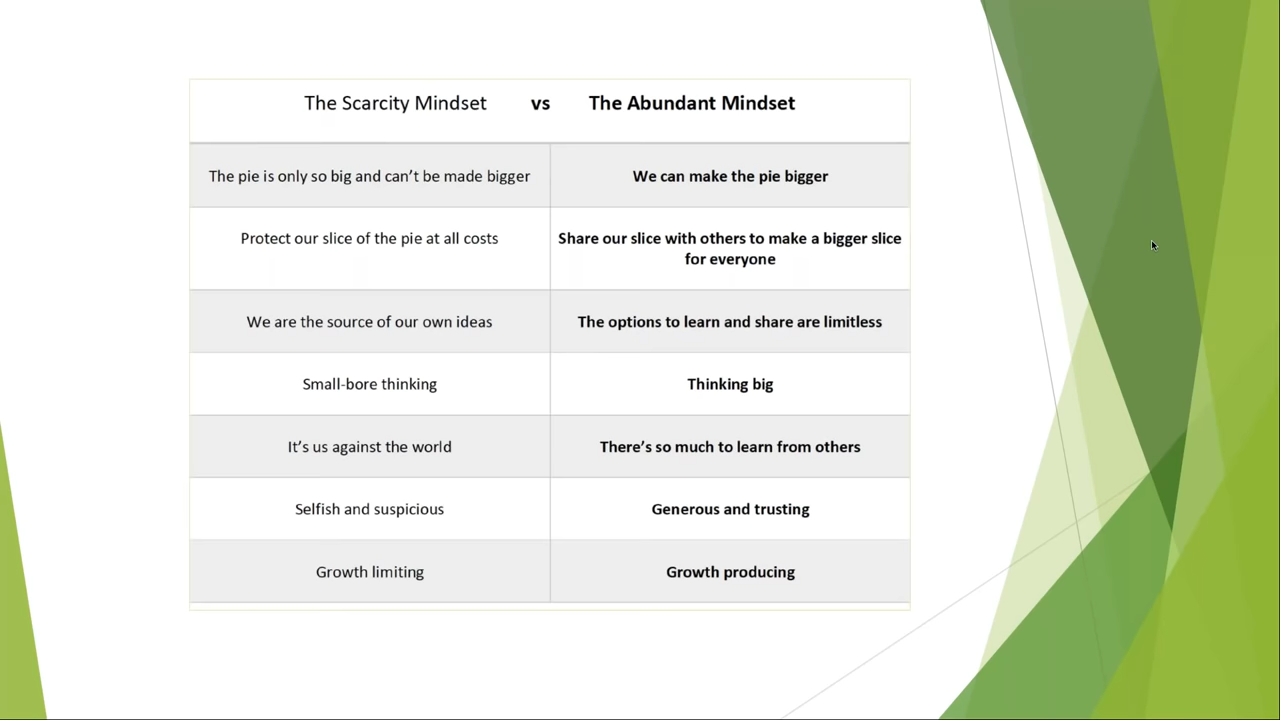 The Scarcity Mindset vs The Abundant Mindset
The pie is only so big and can’t be made bigger
We can make the pie bigger
Protect our slice of the pie at all costs
Share our slice with others to make a bigger slice
for everyone
We are the source of our own ideas
The options to learn and share are limitless
Small-bore thinking
Thinking big
It’s us against the world
There’s so much to learn from others
Selfish and suspicious
Generous and trusting
Growth limiting
Growth producing